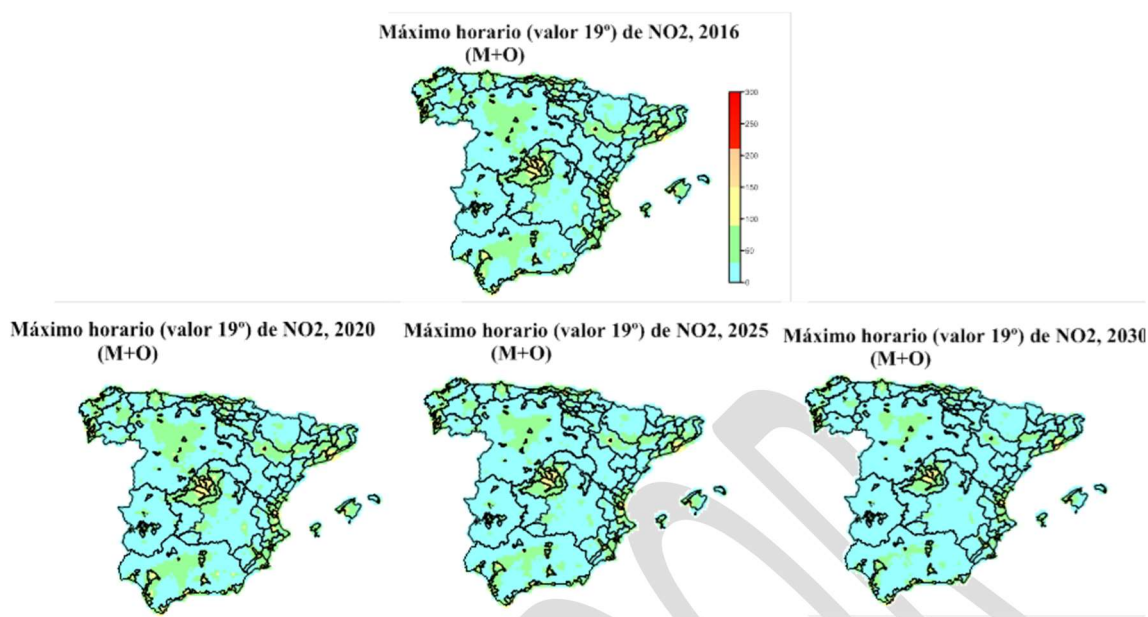 Máximo horario (valor 19º) de NO2, 2016
(M+O)
300
250
200
150
100
50
0
Máximo horario (valor 19º) de NO2, 2020
(M+O)
Máximo horario (valor 19º) de NO2, 2025
(M+O)
Máximo horario (valor 19º) de NO2, 2030
(M+O)